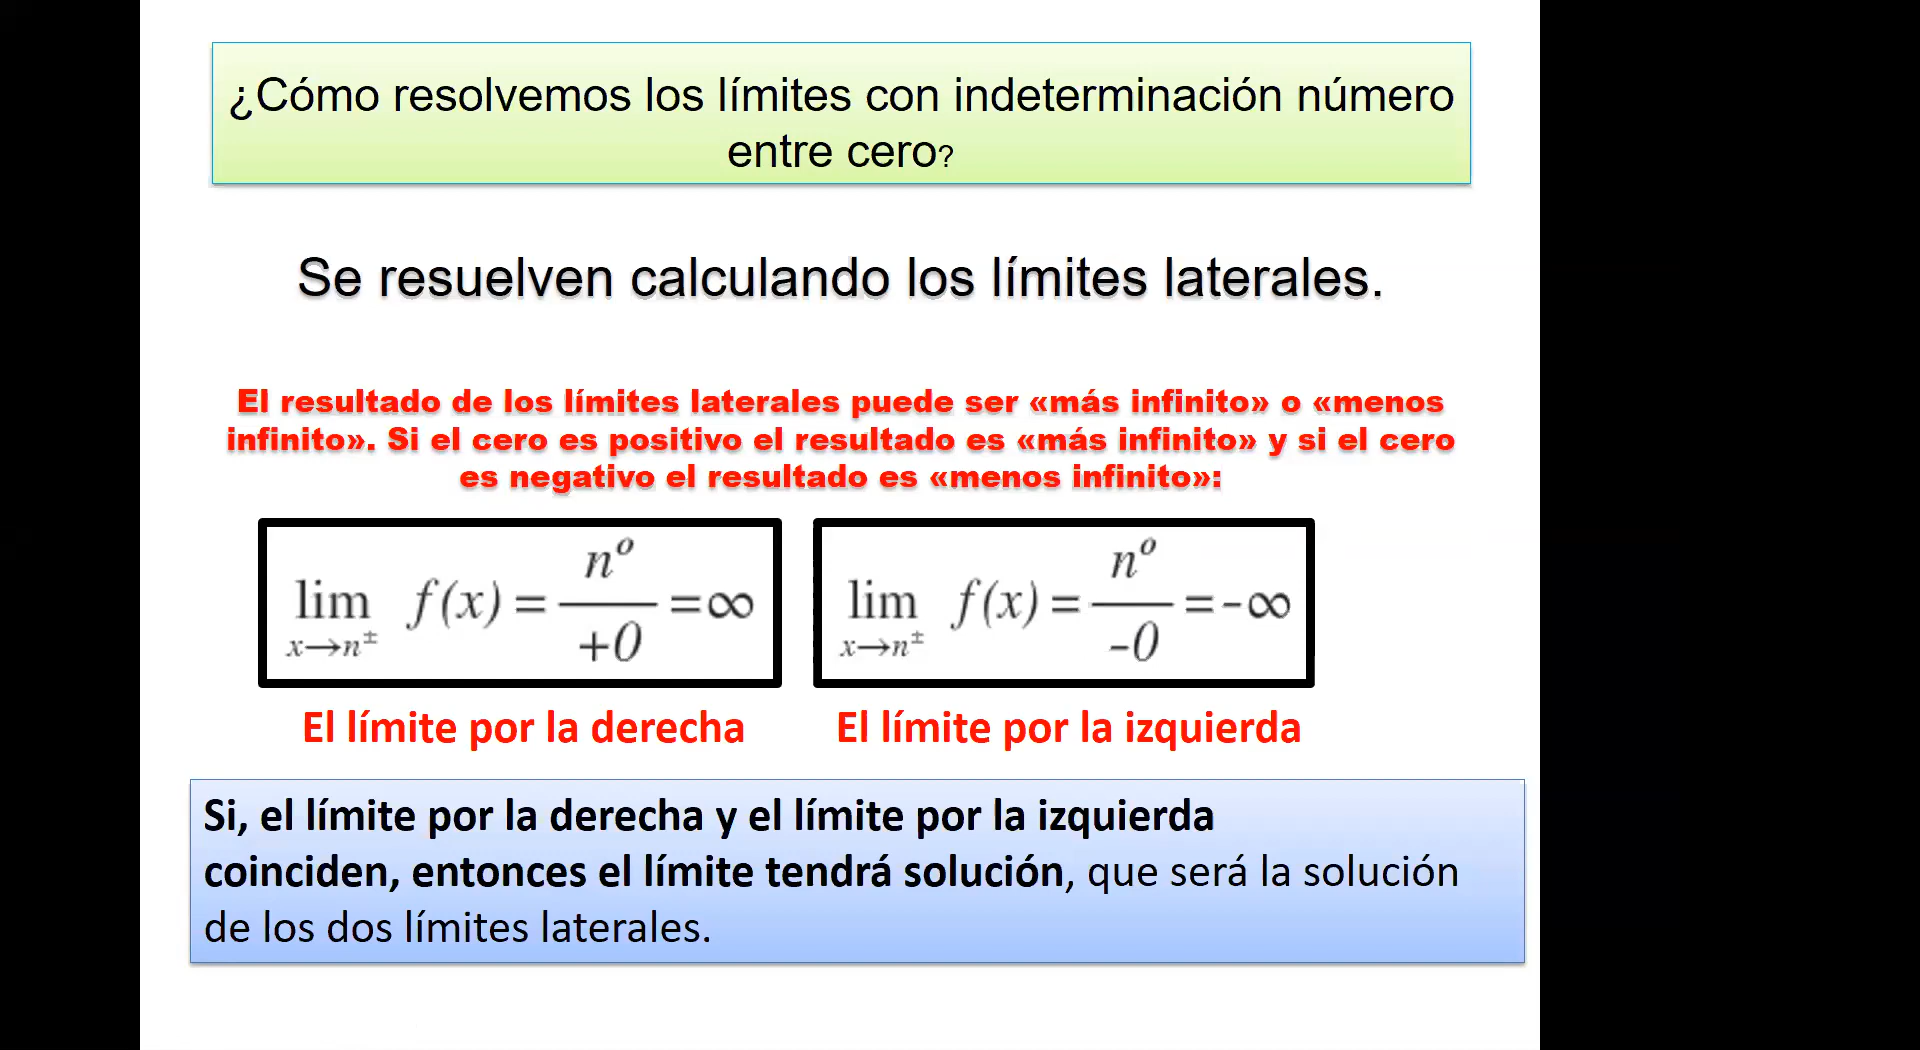 ¿Cómo resolvemos los límites con indeterminación número
entre cero?
Se resuelven calculando los límites laterales.
El resultado de los límites laterales puede ser «más infinito» o «menos
infinito». Si el cero es positivo el resultado es «más infinito» y si el cero
es negativo el resultado es «menos infinito»:
lim x→n± f(x) = nº / +0 = ∞
lim x→n± f(x) = nº / -0 = -∞
El límite por la derecha
El límite por la izquierda
Si, el límite por la derecha y el límite por la izquierda
coinciden, entonces el límite tendrá solución, que será la solución
de los dos límites laterales.